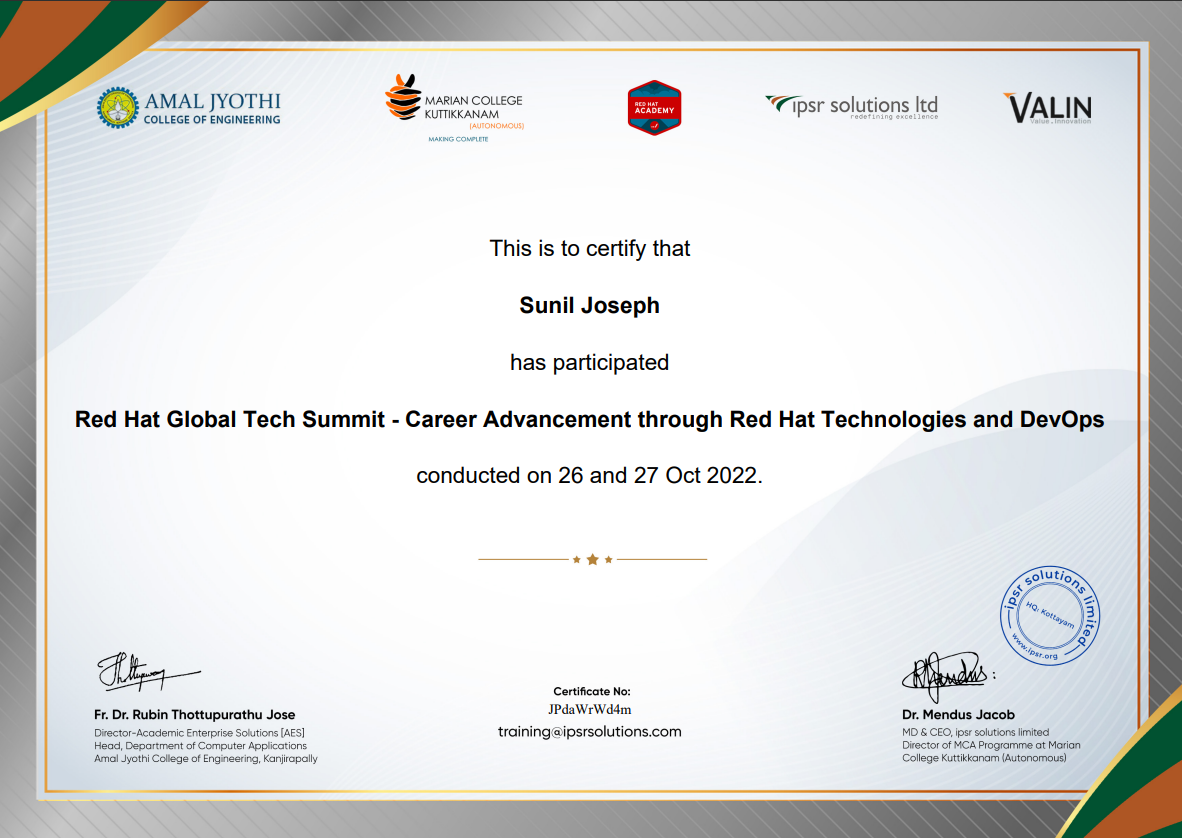 AMAL JYOTHI
COLLEGE OF ENGINEERING
MARIAN COLLEGE
KUTTIKKANAM
(AUTONOMOUS)
MAKING COMPLETE
RED HAT
ACADEMY
ipsr solutions ltd
redefining excellence
VALIN
Value . Innovation
This is to certify that
Sunil Joseph
has participated
Red Hat Global Tech Summit - Career Advancement through Red Hat Technologies and DevOps
conducted on 26 and 27 Oct 2022.
ipsr solutions limited
HQ: Kottayam
www.ipsr.org
Fr. Dr. Rubin Thottupurathu Jose
Director-Academic Enterprise Solutions [AES]
Head, Department of Computer Applications
Amal Jyothi College of Engineering, Kanjirapally
Certificate No:
JPdaWrWd4m
training@ipsrsolutions.com
Dr. Mendus Jacob
MD & CEO, ipsr solutions limited
Director of MCA Programme at Marian
College Kuttikkanam (Autonomous)